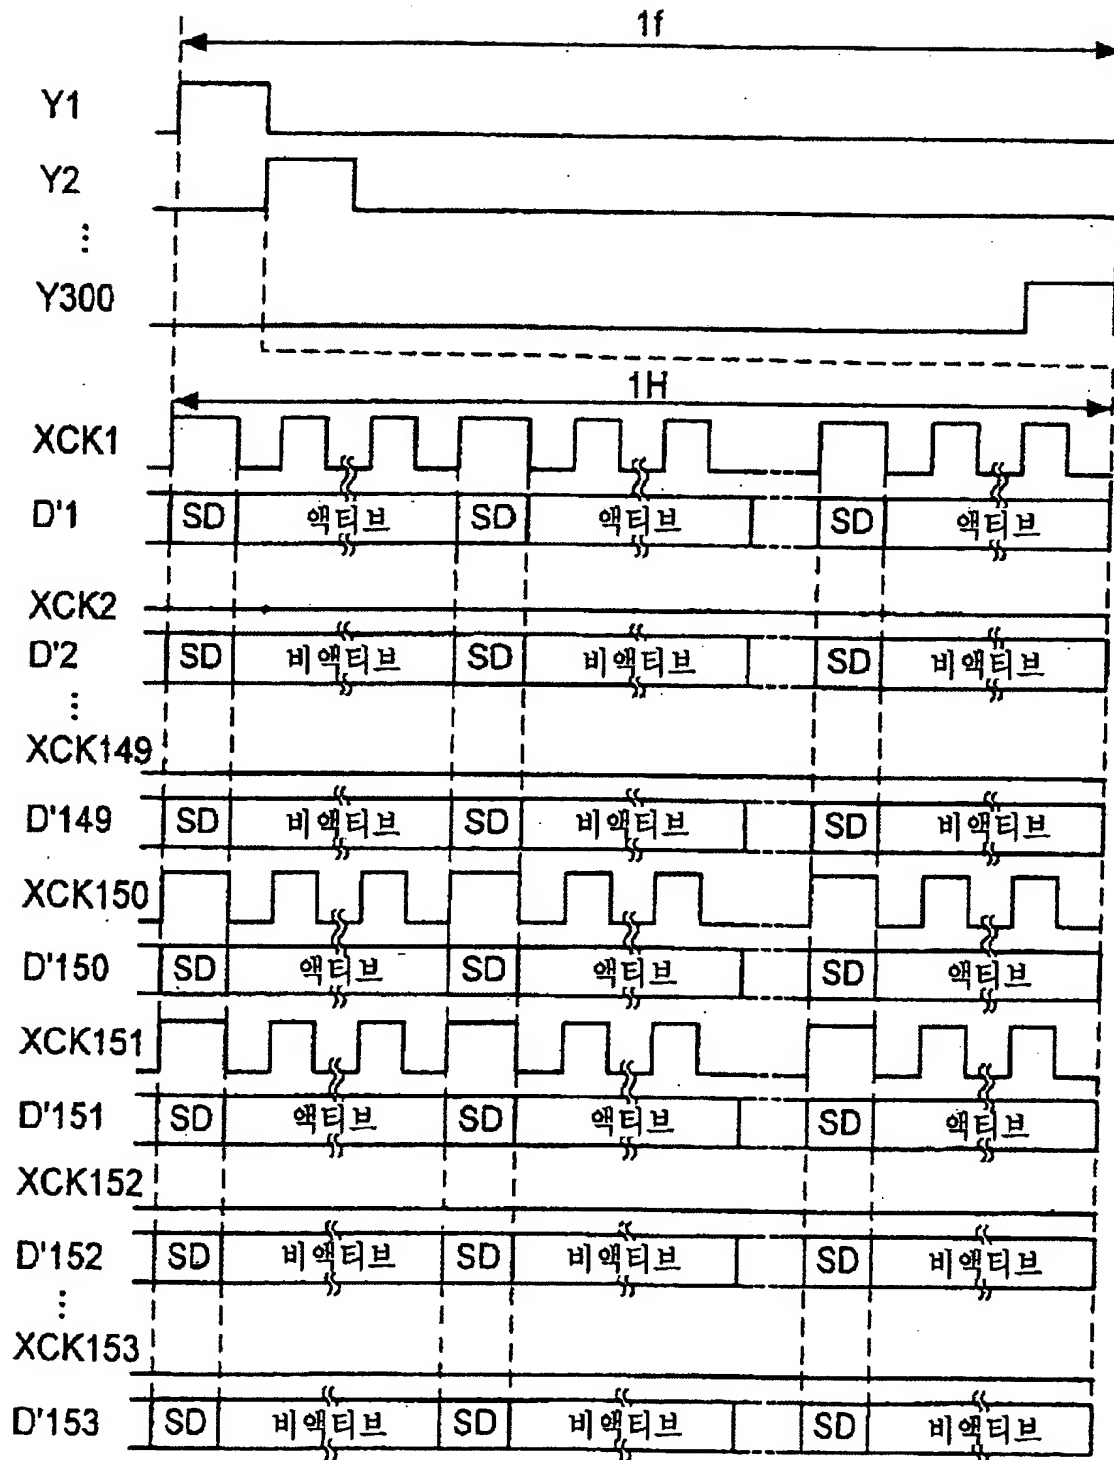 1f
Y1
Y2
⋮
Y300
1H
XCK1
D'1 SD 액티브 SD 액티브 SD 액티브
XCK2
D'2 SD 비액티브 SD 비액티브 SD 비액티브
⋮
XCK149
D'149 SD 비액티브 SD 비액티브 SD 비액티브
XCK150
D'150 SD 액티브 SD 액티브 SD 액티브
XCK151
D'151 SD 액티브 SD 액티브 SD 액티브
XCK152
D'152 SD 비액티브 SD 비액티브 SD 비액티브
⋮
XCK153
D'153 SD 비액티브 SD 비액티브 SD 비액티브